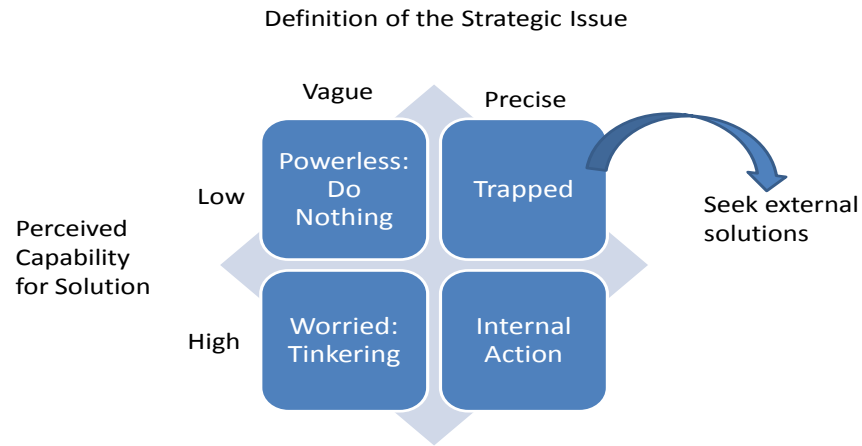 Definition of the Strategic Issue
Vague
Precise
Powerless:
Do
Nothing
Trapped
Low
Seek external
solutions
Perceived
Capability
for Solution
Worried:
Tinkering
Internal
Action
High